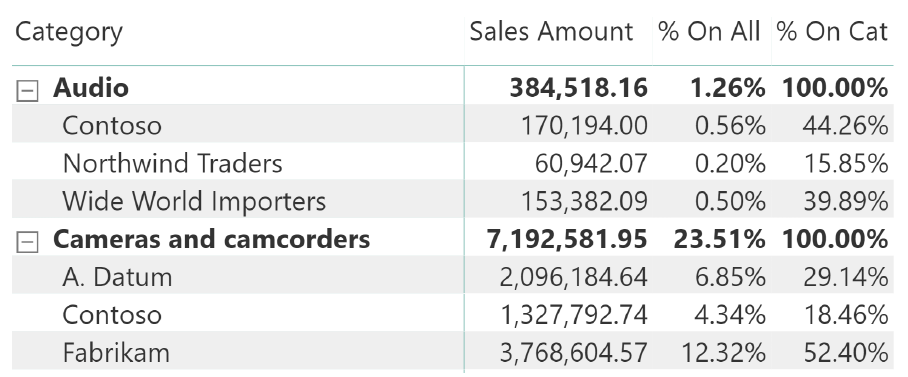 Category Sales Amount % On All % On Cat
Audio 384,518.16 1.26% 100.00%
Contoso 170,194.00 0.56% 44.26%
Northwind Traders 60,942.07 0.20% 15.85%
Wide World Importers 153,382.09 0.50% 39.89%
Cameras and camcorders 7,192,581.95 23.51% 100.00%
A. Datum 2,096,184.64 6.85% 29.14%
Contoso 1,327,792.74 4.34% 18.46%
Fabrikam 3,768,604.57 12.32% 52.40%